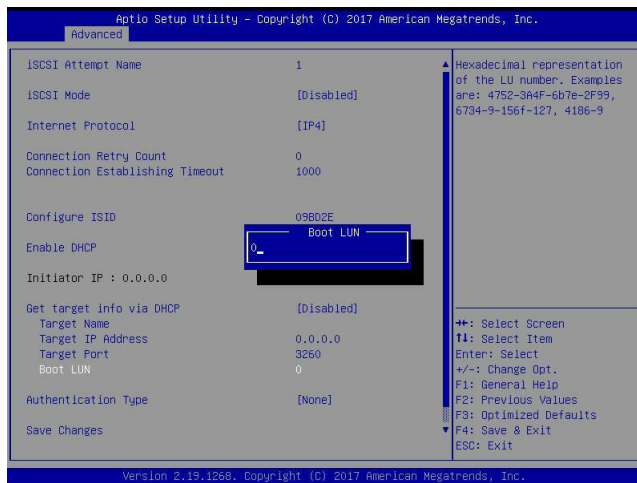 Aptio Setup Utility – Copyright (C) 2017 American Megatrends, Inc.
Advanced
iSCSI Attempt Name 1
iSCSI Mode [Disabled]
Internet Protocol [IP4]
Connection Retry Count 0
Connection Establishing Timeout 1000
Configure ISID 09BD2E
Enable DHCP
Initiator IP : 0.0.0.0
Get target info via DHCP [Disabled]
Target Name
Target IP Address 0.0.0.0
Target Port 3260
Boot LUN 0
Authentication Type [None]
Save Changes
Boot LUN
0
Hexadecimal representation
of the LU number. Examples
are: 4752-3A4F-6b7e-2F99,
6734-9-156f-127, 4186-9
→←: Select Screen
↑↓: Select Item
Enter: Select
+/-: Change Opt.
F1: General Help
F2: Previous Values
F3: Optimized Defaults
F4: Save & Exit
ESC: Exit
Version 2.19.1268. Copyright (C) 2017 American Megatrends, Inc.